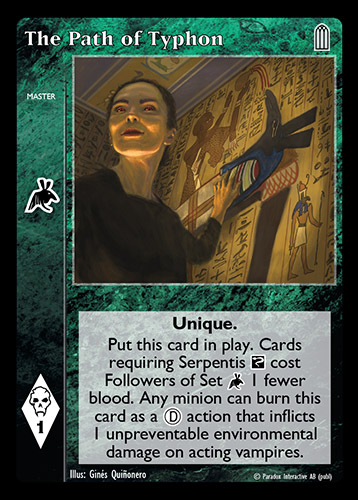 The Path of Typhon
MASTER
Unique.
Put this card in play. Cards
requiring Serpentis cost
Followers of Set 1 fewer
blood. Any minion can burn this
card as a D action that inflicts
1 unpreventable environmental
damage on acting vampires.
1
Illus: Ginés Quiñonero
© Paradox Interactive AB (publ)